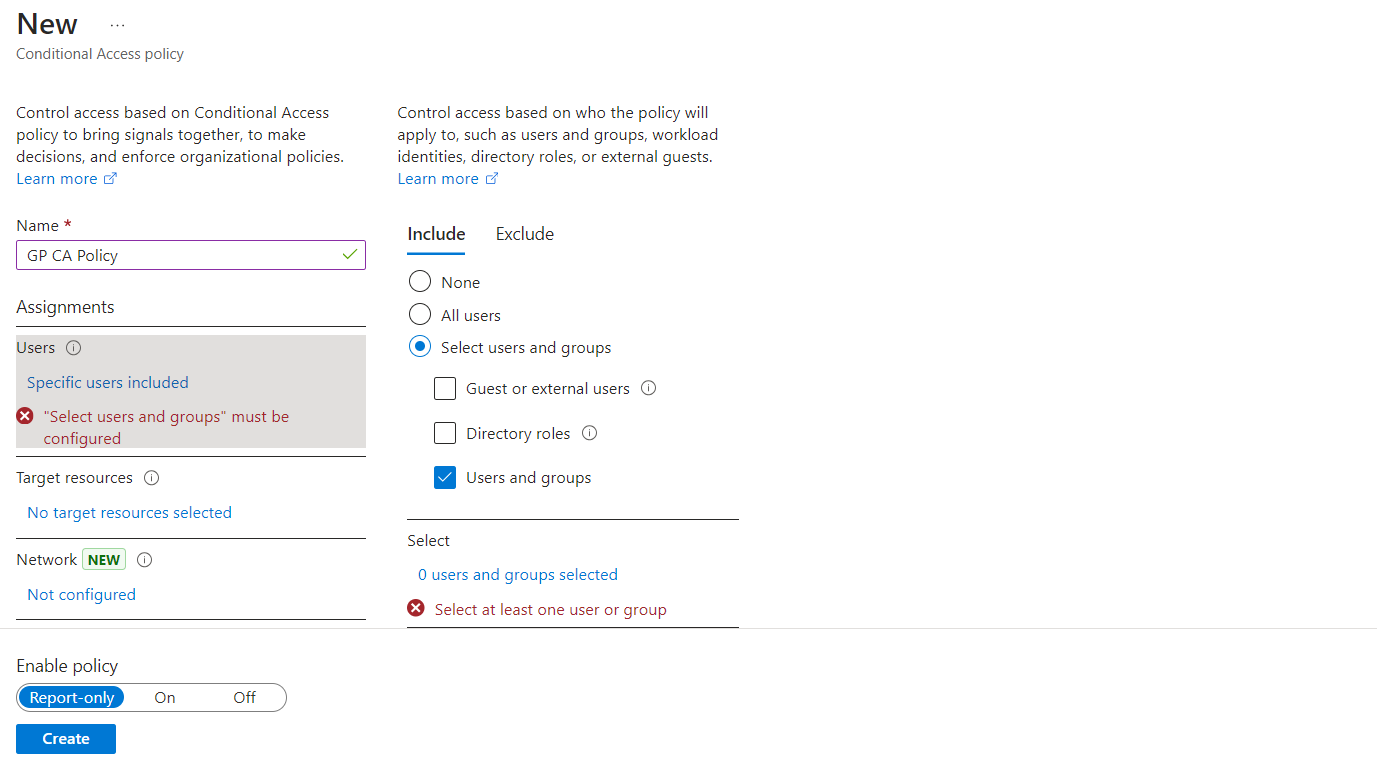 New ...
Conditional Access policy
Control access based on Conditional Access
policy to bring signals together, to make
decisions, and enforce organizational policies.
Learn more
Name *
GP CA Policy
Assignments
Users
Specific users included
"Select users and groups" must be
configured
Target resources
No target resources selected
Network NEW
Not configured
Control access based on who the policy will
apply to, such as users and groups, workload
identities, directory roles, or external guests.
Learn more
Include Exclude
None
All users
Select users and groups
Guest or external users
Directory roles
Users and groups
Select
0 users and groups selected
Select at least one user or group
Enable policy
Report-only On Off
Create